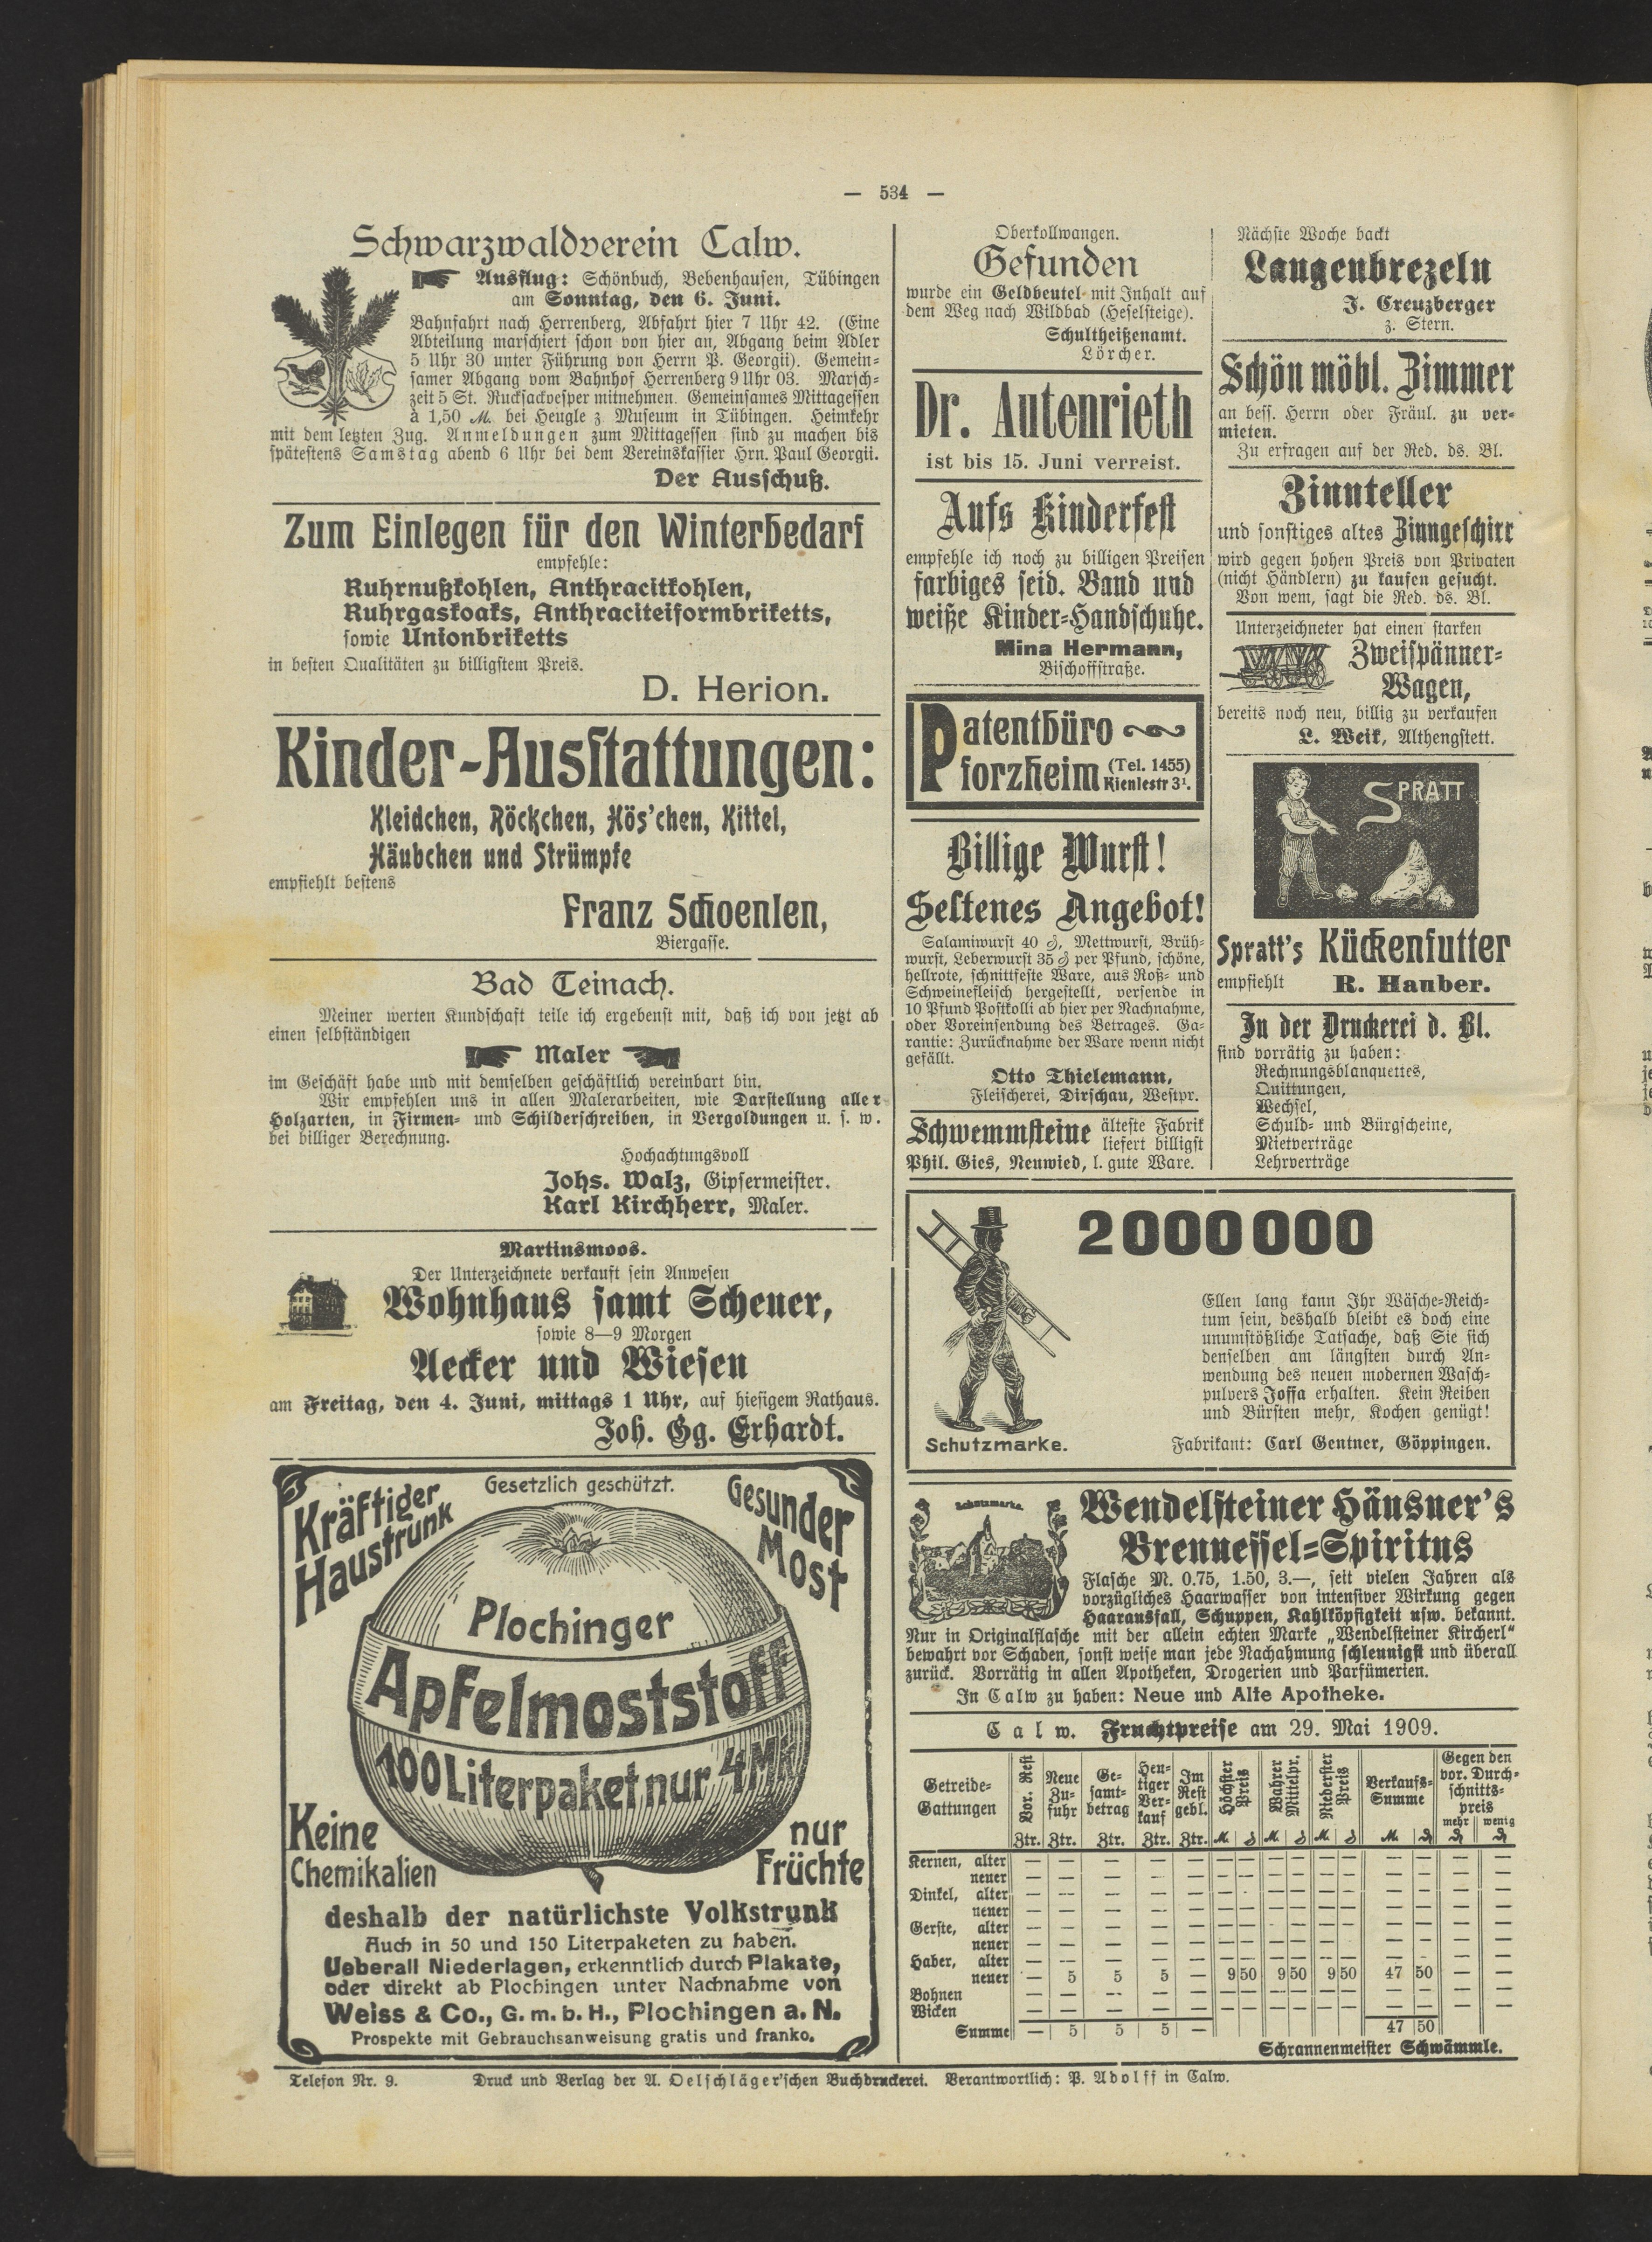 — 534 —
Schwarzwaldverein Calw.
Ausflug: Schönbuch, Bebenhausen, Tübingen
am Sonntag, den 6. Juni.
Bahnfahrt nach Herrenberg, Abfahrt hier 7 Uhr 42. (Eine
Abteilung marschiert schon von hier an, Abgang beim Adler
5 Uhr 30 unter Führung von Herrn P. Georgii). Gemein-
samer Abgang vom Bahnhof Herrenberg 9 Uhr 03. Marsch-
zeit 5 St. Rucksackvesper mitnehmen. Gemeinsames Mittagessen
à 1,50 M. bei Heugle z. Museum in Tübingen. Heimkehr
mit dem letzten Zug. Anmeldungen zum Mittagessen sind zu machen bis
spätestens Samstag abend 6 Uhr bei dem Vereinskassier Hrn. Paul Georgii.
Der Ausschuß.
Zum Einlegen für den Winterbedarf
empfehle:
Ruhrnußkohlen, Anthracitkohlen,
Ruhrgaskoaks, Anthraciteiformbriketts,
sowie Unionbriketts
in besten Qualitäten zu billigstem Preis.
D. Herion.
Kinder-Ausstattungen:
Kleidchen, Röckchen, Hös'chen, Kittel,
Häubchen und Strümpfe
empfiehlt bestens
Franz Schoenlen,
Biergasse.
Bad Teinach.
Meiner werten Kundschaft teile ich ergebenst mit, daß ich von jetzt ab
einen selbständigen
Maler
im Geschäft habe und mit demselben geschäftlich vereinbart bin.
Wir empfehlen uns in allen Malerarbeiten, wie Darstellung aller
Holzarten, in Firmen- und Schilderschreiben, in Vergoldungen u. s. w.
bei billiger Berechnung.
Hochachtungsvoll
Johs. Walz, Gipsermeister.
Karl Kirchherr, Maler.
Martinsmoos.
Der Unterzeichnete verkauft sein Anwesen
Wohnhaus samt Scheuer,
sowie 8—9 Morgen
Aecker und Wiesen
am Freitag, den 4. Juni, mittags 1 Uhr, auf hiesigem Rathaus.
Joh. Gg. Erhardt.
Gesetzlich geschützt.
Kräftiger
Haustrunk
Gesunder
Most
Plochinger
Apfelmoststoff
100 Literpaket nur 4 Mk
Keine
Chemikalien
nur
Früchte
deshalb der natürlichste Volkstrunk
Auch in 50 und 150 Literpaketen zu haben.
Ueberall Niederlagen, erkenntlich durch Plakate,
oder direkt ab Plochingen unter Nachnahme von
Weiss & Co., G. m. b. H., Plochingen a. N.
Prospekte mit Gebrauchsanweisung gratis und franko.
Oberkollwangen.
Gefunden
wurde ein Geldbeutel mit Inhalt auf
dem Weg nach Wildbad (Heselsteige).
Schultheißenamt.
Lörcher.
Dr. Autenrieth
ist bis 15. Juni verreist.
Aufs Kinderfest
empfehle ich noch zu billigen Preisen
farbiges seid. Band und
weiße Kinder-Handschuhe.
Mina Hermann,
Bischoffstraße.
Patentbüro
Pforzheim (Tel. 1455)
Kienlestr 3¹.
Billige Wurst!
Seltenes Angebot!
Salamiwurst 40 ₰, Mettwurst, Brüh-
wurst, Leberwurst 35 ₰ per Pfund, schöne,
hellrote, schnittfeste Ware, aus Roß- und
Schweinefleisch hergestellt, versende in
10 Pfund Postkolli ab hier per Nachnahme,
oder Voreinsendung des Betrages. Ga-
rantie: Zurücknahme der Ware wenn nicht
gefällt.
Otto Thielemann,
Fleischerei, Dirschau, Westpr.
Schwemmsteine älteste Fabrik
liefert billigst
Phil. Gies, Neuwied, l. gute Ware.
Nächste Woche backt
Laugenbrezeln
J. Creuzberger
z. Stern.
Schön möbl. Zimmer
an bess. Herrn oder Fräul. zu ver-
mieten.
Zu erfragen auf der Red. ds. Bl.
Zinnteller
und sonstiges altes Zinngeschirr
wird gegen hohen Preis von Privaten
(nicht Händlern) zu kaufen gesucht.
Von wem, sagt die Red. ds. Bl.
Unterzeichneter hat einen starken
Zweispänner-
Wagen,
bereits noch neu, billig zu verkaufen
L. Weik, Althengstett.
SPRATT
Spratt's Kückenfutter
empfiehlt R. Hauber.
In der Druckerei d. Bl.
sind vorrätig zu haben:
Rechnungsblanquettes,
Quittungen,
Wechsel,
Schuld- und Bürgscheine,
Mietverträge
Lehrverträge
2000000
Ellen lang kann Ihr Wäsche-Reich-
tum sein, deshalb bleibt es doch eine
unumstößliche Tatsache, daß Sie sich
denselben am längsten durch An-
wendung des neuen modernen Wasch-
pulvers Joffa erhalten. Kein Reiben
und Bürsten mehr, Kochen genügt!
Schutzmarke.
Fabrikant: Carl Gentner, Göppingen.
Schutzmarke.
Wendelsteiner Häusner's
Brennessel-Spiritus
Flasche M. 0.75, 1.50, 3.—, seit vielen Jahren als
vorzügliches Haarwasser von intensiver Wirkung gegen
Haarausfall, Schuppen, Kahlköpfigkeit usw. bekannt.
Nur in Originalflasche mit der allein echten Marke „Wendelsteiner Kircherl“
bewahrt vor Schaden, sonst weise man jede Nachahmung schleunigst und überall
zurück. Vorrätig in allen Apotheken, Drogerien und Parfümerien.
In Calw zu haben: Neue und Alte Apotheke.
Calw. Fruchtpreise am 29. Mai 1909.
Getreide-Gattungen | Vor. Rest | Neue Zu-fuhr | Ge-samt-betrag | Heu-tiger Ver-kauf | Im Rest gebl. | Höchster Preis | Wahrer Mittelpr. | Niederster Preis | Verkaufs-Summe | Gegen den vor. Durch-schnitts-preis mehr | wenig
Ztr. Ztr. Ztr. Ztr. Ztr. M. ₰ M. ₰ M. ₰ M. ₰ ₰ ₰
Kernen, alter — — — — — — — — — — — — — — —
neuer — — — — — — — — — — — — — — —
Dinkel, alter — — — — — — — — — — — — — — —
neuer — — — — — — — — — — — — — — —
Gerste, alter — — — — — — — — — — — — — — —
neuer — — — — — — — — — — — — — — —
Haber, alter — — — — — — — — — — — — — — —
neuer — 5 5 5 — 9 50 9 50 9 50 47 50 — —
Bohnen — — — — — — — — — — — — — — —
Wicken — — — — — — — — — — — — — — —
Summe — 5 5 5 — 47 50
Schrannenmeister Schwämmle.
Telefon Nr. 9. Druck und Verlag der A. Oelschläger'schen Buchdruckerei. Verantwortlich: P. Adolff in Calw.